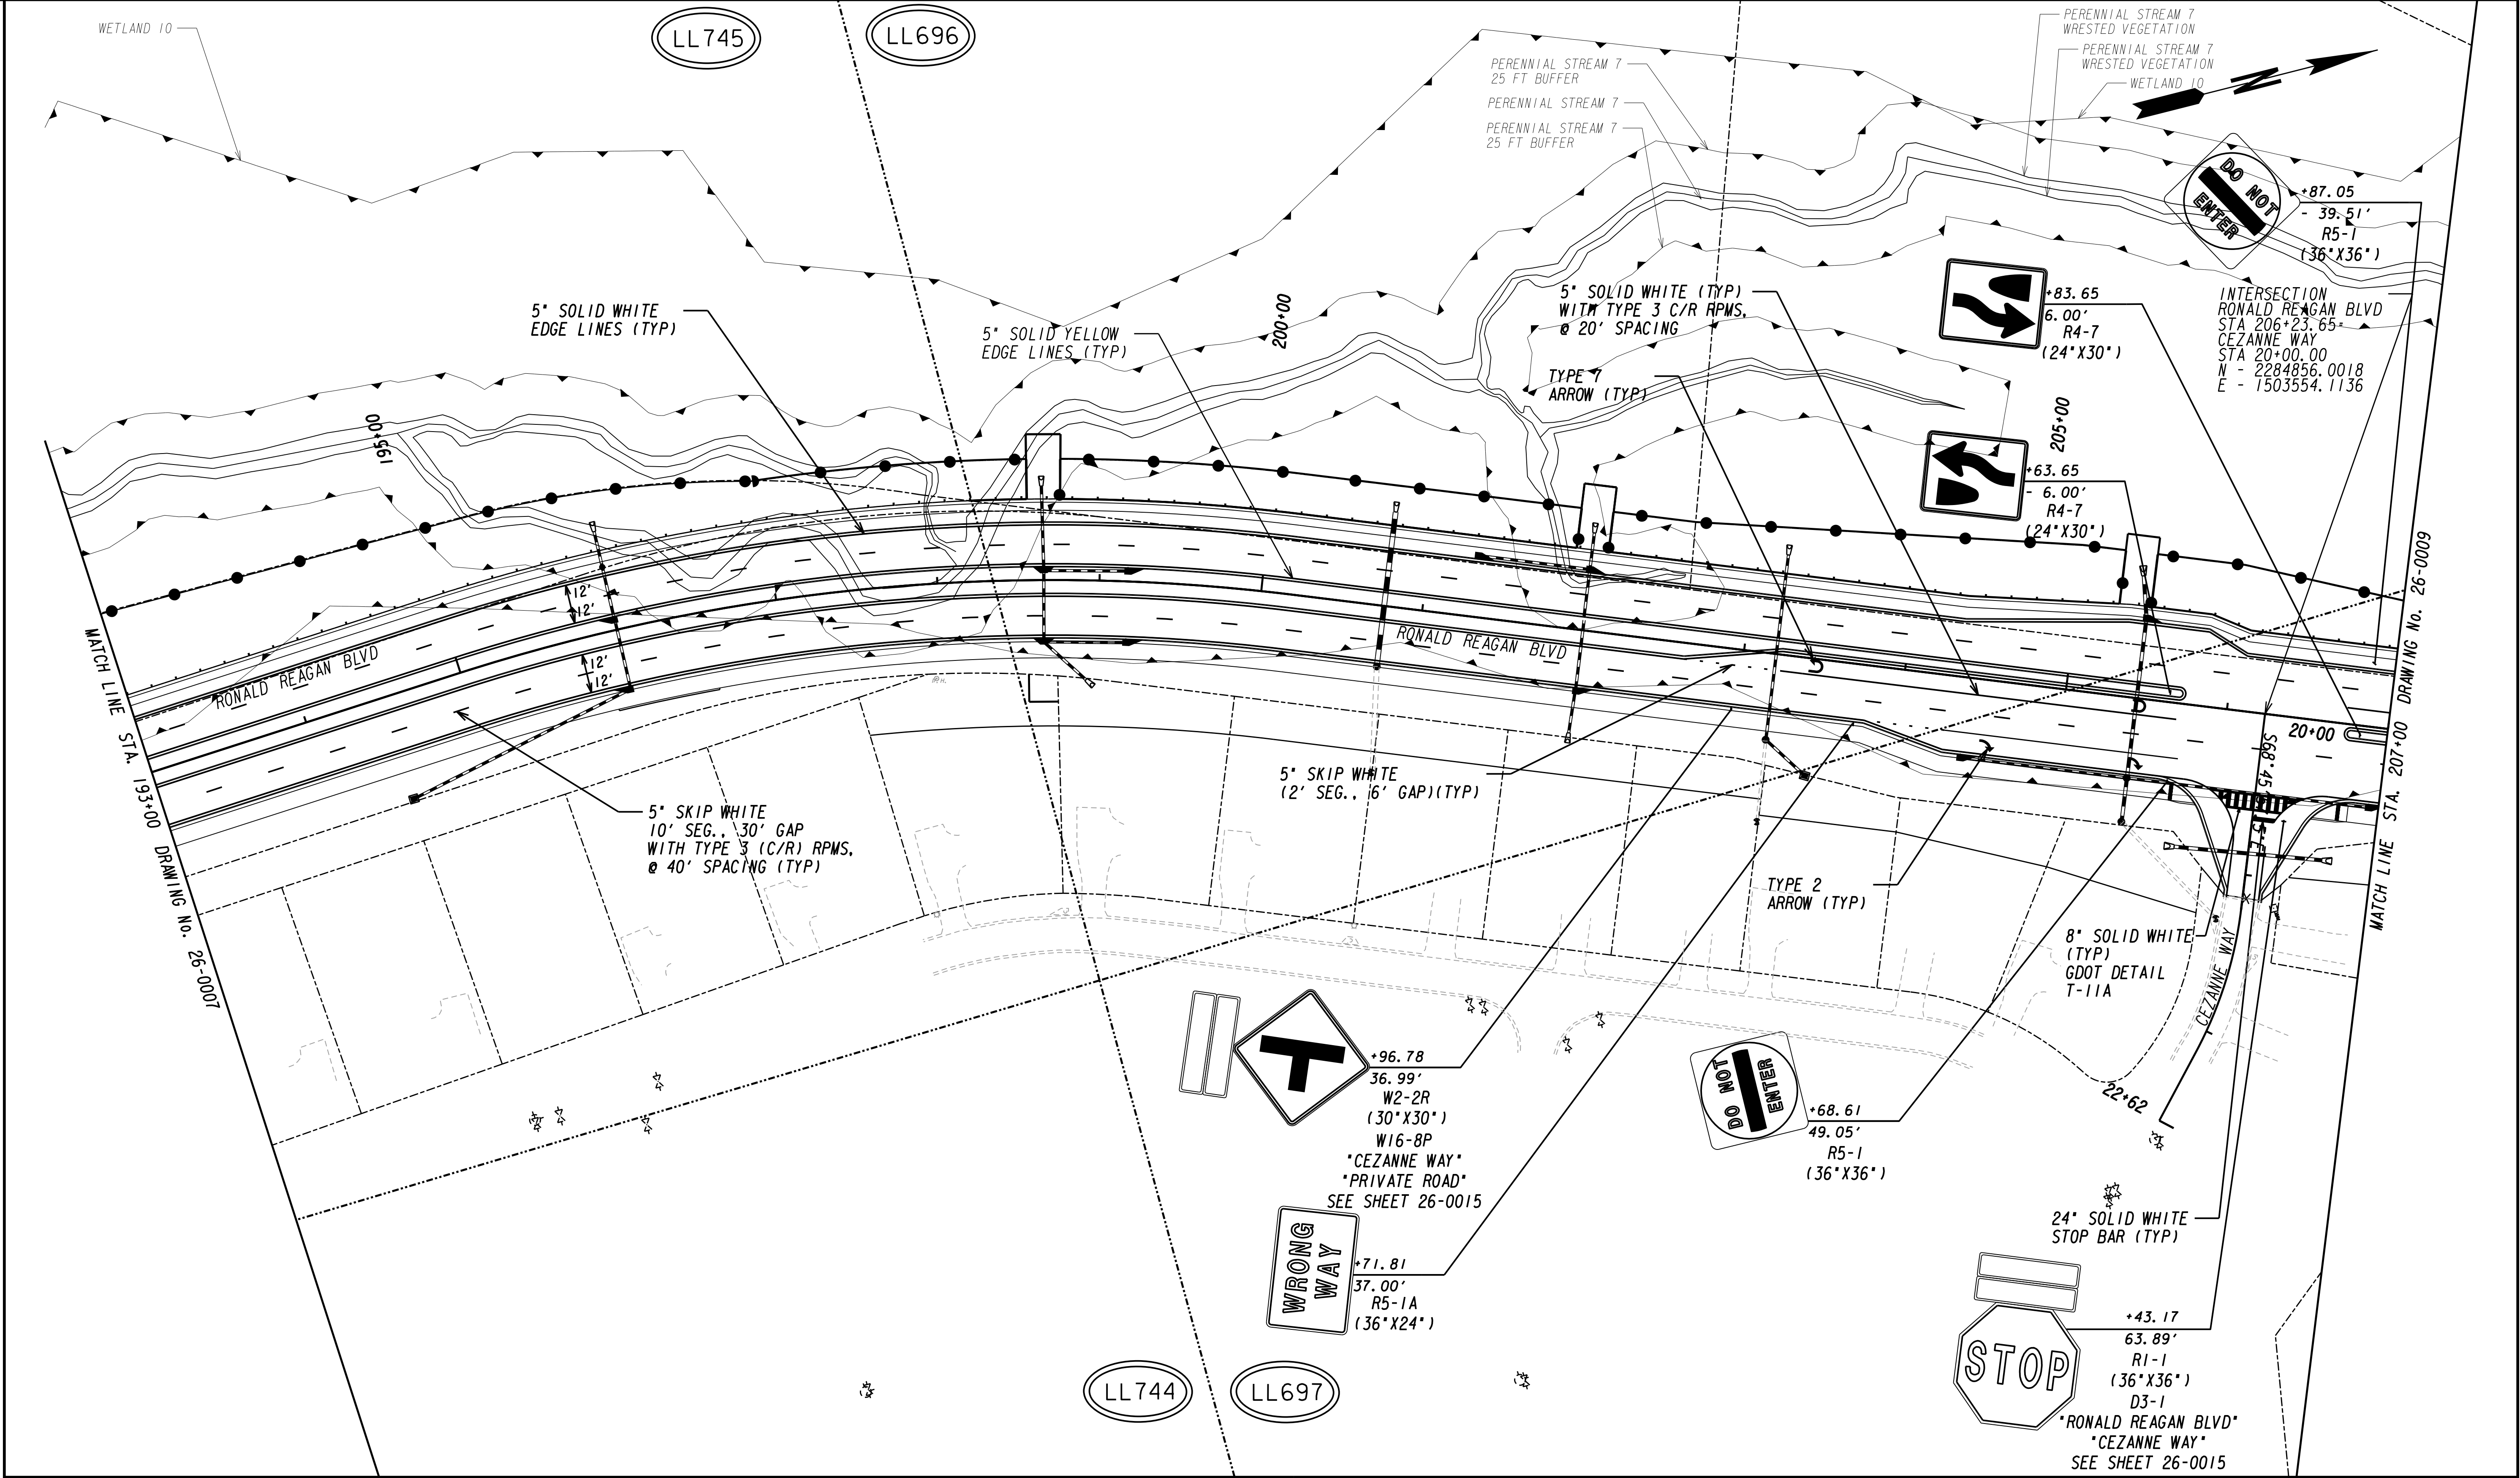 WETLAND 10
LL745
LL696
PERENNIAL STREAM 7
WRESTED VEGETATION
PERENNIAL STREAM 7
WRESTED VEGETATION
WETLAND 10
N
PERENNIAL STREAM 7
25 FT BUFFER
PERENNIAL STREAM 7
PERENNIAL STREAM 7
25 FT BUFFER
DO NOT
ENTER
+87.05
- 39.51'
R5-1
(36"X36")
5" SOLID WHITE
EDGE LINES (TYP)
5" SOLID YELLOW
EDGE LINES (TYP)
200+00
5" SOLID WHITE (TYP)
WITH TYPE 3 C/R RPMS,
@ 20' SPACING
TYPE 7
ARROW (TYP)
+83.65
6.00'
R4-7
(24"X30")
INTERSECTION
RONALD REAGAN BLVD
STA 206+23.65=
CEZANNE WAY
STA 20+00.00
N - 2284856.0018
E - 1503554.1136
195+00
205+00
+63.65
- 6.00'
R4-7
(24"X30")
12'
12'
12'
12'
RONALD REAGAN BLVD
RONALD REAGAN BLVD
MATCH LINE STA. 193+00 DRAWING No. 26-0007
MATCH LINE STA. 207+00 DRAWING No. 26-0009
20+00
5" SKIP WHITE
10' SEG., 30' GAP
WITH TYPE 3 (C/R) RPMS,
@ 40' SPACING (TYP)
5" SKIP WHITE
(2' SEG., 6' GAP)(TYP)
TYPE 2
ARROW (TYP)
8" SOLID WHITE
(TYP)
GDOT DETAIL
T-11A
CEZANNE WAY
22+62
+96.78
36.99'
W2-2R
(30"X30")
W16-8P
"CEZANNE WAY"
"PRIVATE ROAD"
SEE SHEET 26-0015
DO NOT
ENTER
+68.61
49.05'
R5-1
(36"X36")
WRONG
WAY
+71.81
37.00'
R5-1A
(36"X24")
24" SOLID WHITE
STOP BAR (TYP)
STOP
+43.17
63.89'
R1-1
(36"X36")
D3-1
"RONALD REAGAN BLVD"
"CEZANNE WAY"
SEE SHEET 26-0015
LL744
LL697